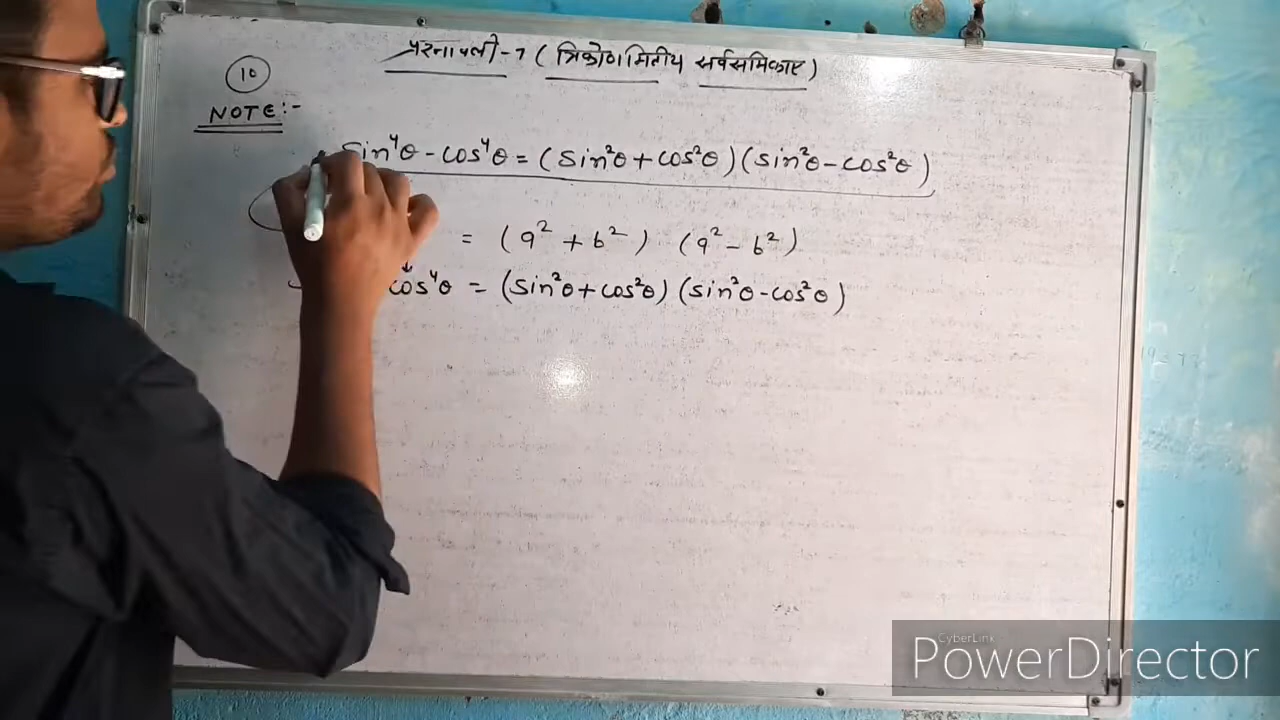 प्रश्नावली-7 (त्रिकोणमितीय सर्वसमिकाए)
10
NOTE:-
Sin⁴θ - cos⁴θ = (Sin²θ + cos²θ) (sin²θ - cos²θ)
= (a² + b²) (a² - b²)
cos⁴θ = (sin²θ + cos²θ) (sin²θ - cos²θ)
CyberLink
PowerDirector